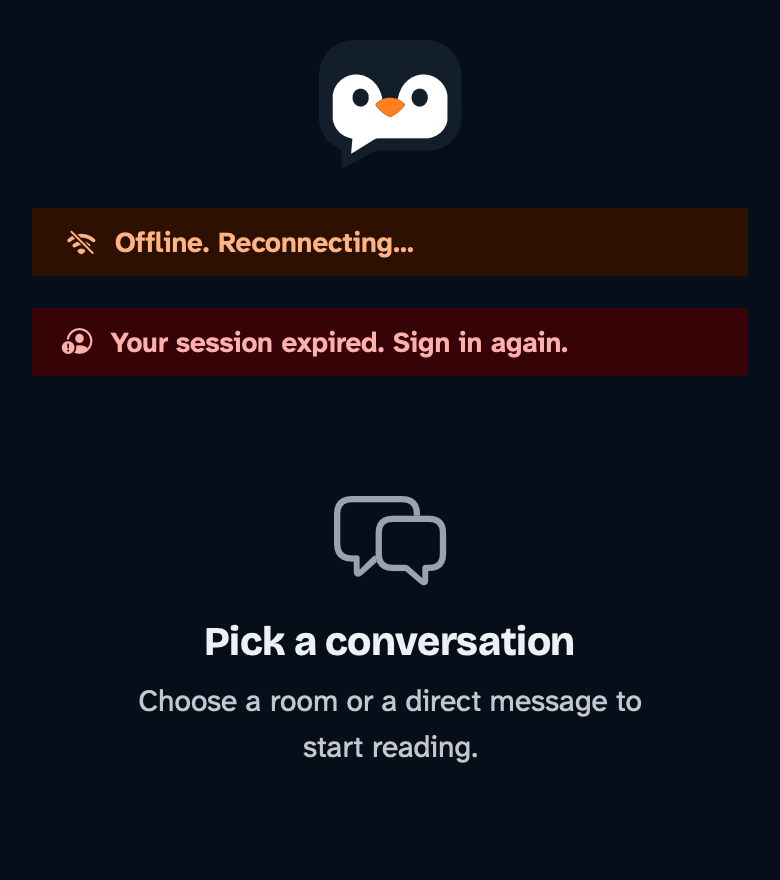 Offline. Reconnecting...
Your session expired. Sign in again.
Pick a conversation
Choose a room or a direct message to
start reading.